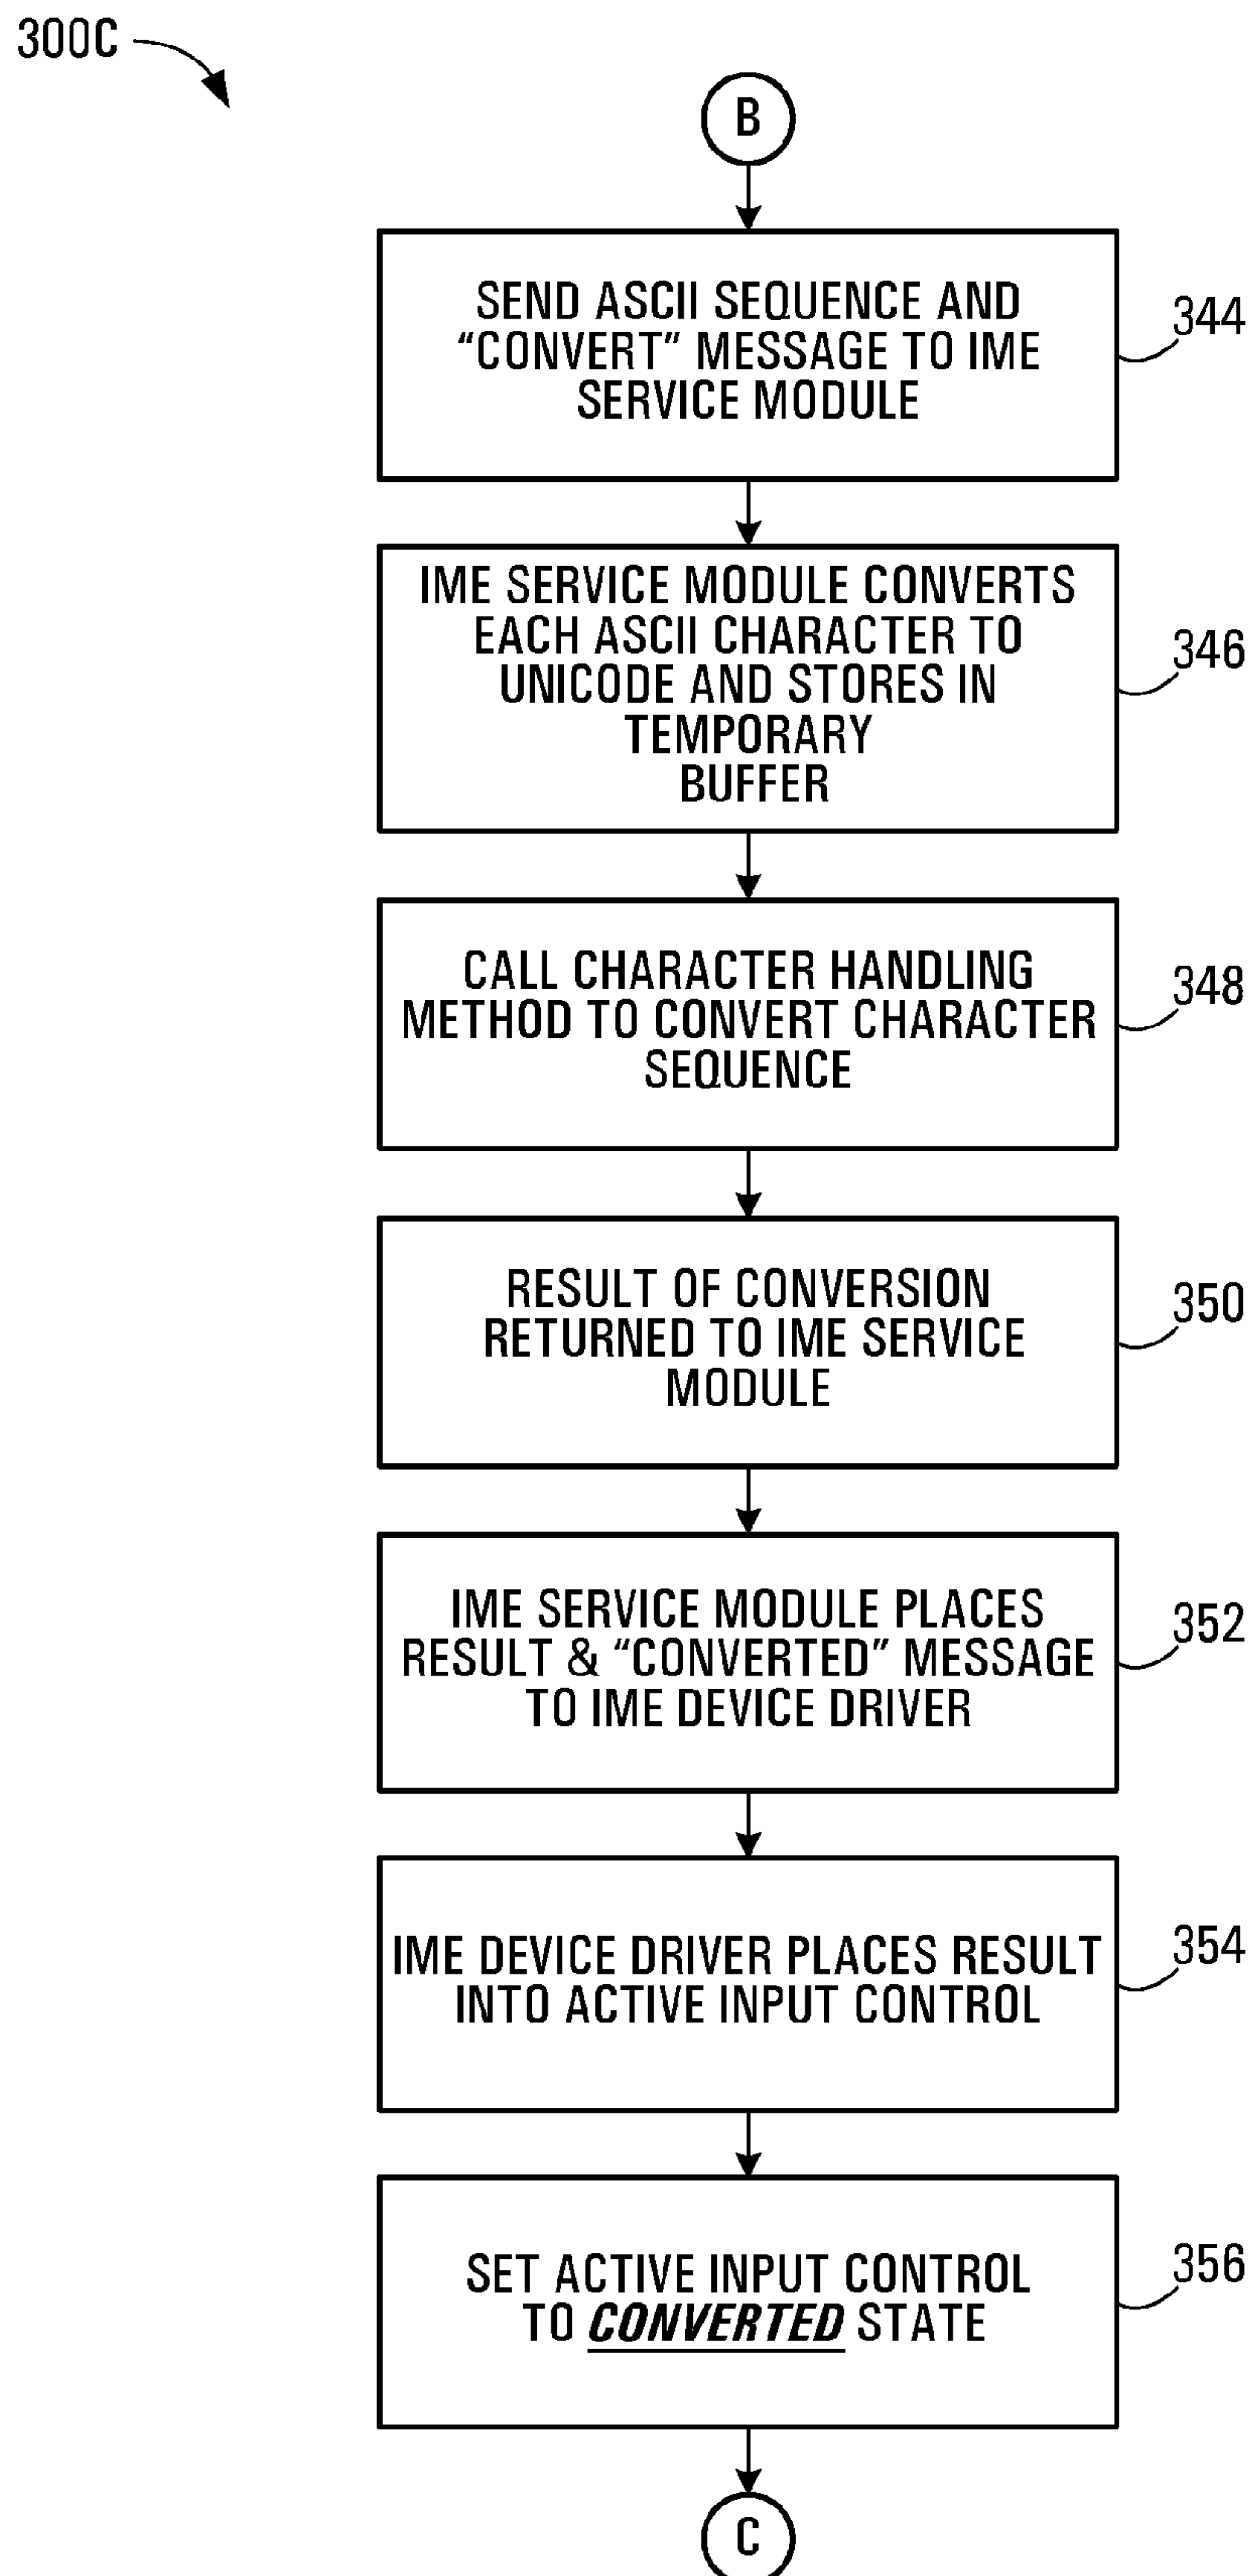 300C
B
SEND ASCII SEQUENCE AND
“CONVERT” MESSAGE TO IME
SERVICE MODULE
344
IME SERVICE MODULE CONVERTS
EACH ASCII CHARACTER TO
UNICODE AND STORES IN
TEMPORARY
BUFFER
346
CALL CHARACTER HANDLING
METHOD TO CONVERT CHARACTER
SEQUENCE
348
RESULT OF CONVERSION
RETURNED TO IME SERVICE
MODULE
350
IME SERVICE MODULE PLACES
RESULT & “CONVERTED” MESSAGE
TO IME DEVICE DRIVER
352
IME DEVICE DRIVER PLACES RESULT
INTO ACTIVE INPUT CONTROL
354
SET ACTIVE INPUT CONTROL
TO CONVERTED STATE
356
C